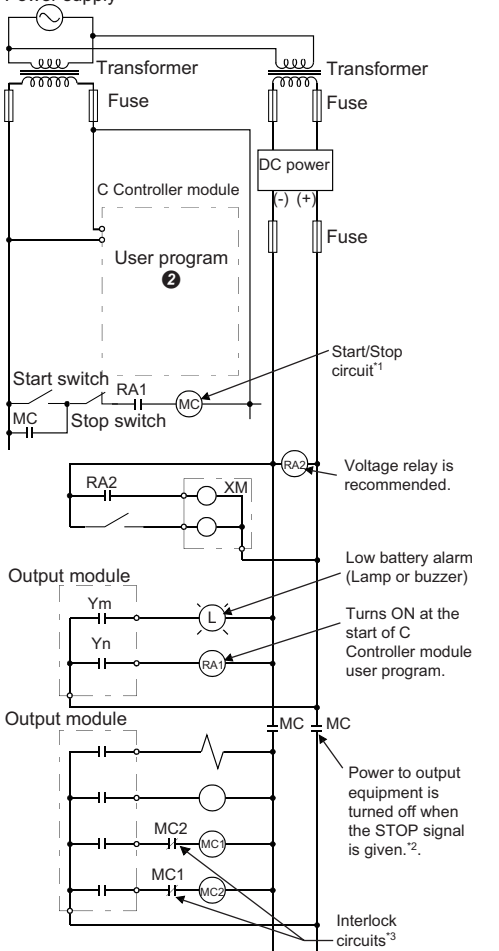 Power supply
Transformer
Transformer
Fuse
Fuse
DC power
C Controller module
(-) (+)
User program
❷
Fuse
Start/Stop
circuit*1
Start switch
RA1
MC
MC
Stop switch
RA2
Voltage relay is
recommended.
RA2
XM
Low battery alarm
(Lamp or buzzer)
Output module
Ym
L
Turns ON at the
start of C
Controller module
user program.
Yn
RA1
Output module
MC
MC
Power to output
equipment is
turned off when
the STOP signal
is given.*2.
MC2
MC1
MC1
MC2
Interlock
circuits*3